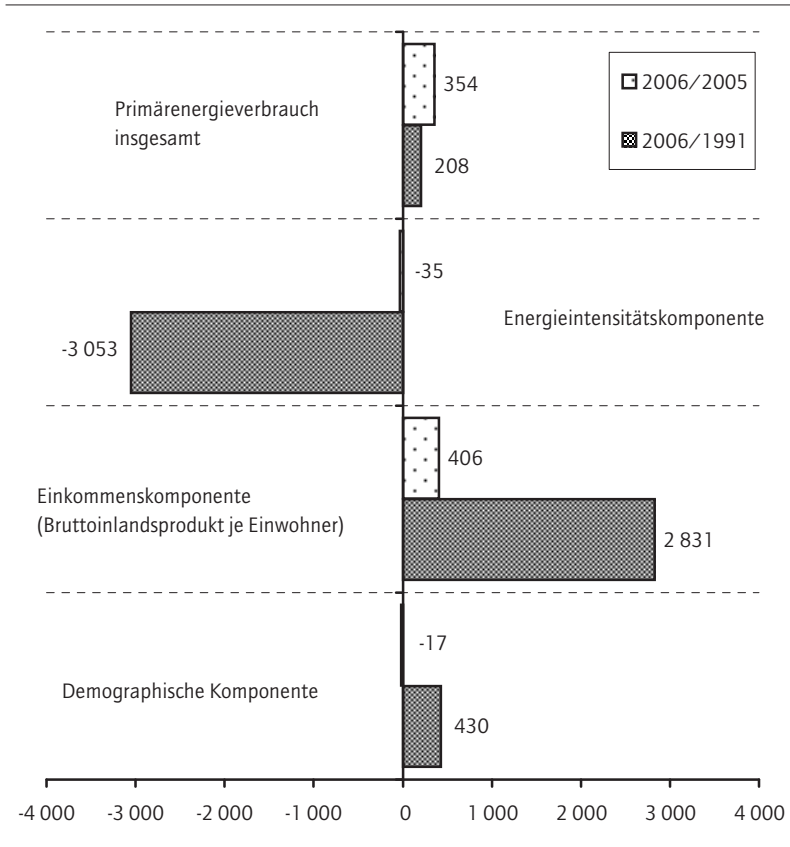 354
2006/2005
Primärenergieverbrauch
insgesamt
2006/1991
208
-35
Energieintensitätskomponente
-3 053
406
Einkommenskomponente
(Bruttoinlandsprodukt je Einwohner)
2 831
-17
Demographische Komponente
430
-4 000 -3 000 -2 000 -1 000 0 1 000 2 000 3 000 4 000